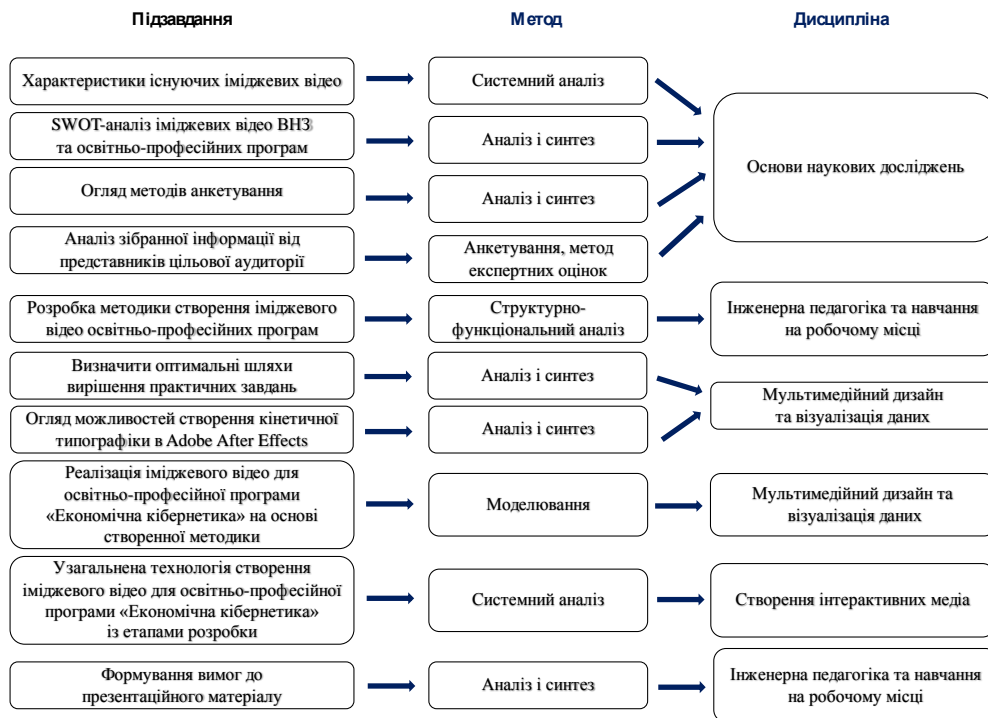 Підзавдання
Метод
Дисципліна
Характеристики існуючих іміджевих відео
Системний аналіз
SWOT-аналіз іміджевих відео ВНЗ
та освітньо-професійних програм
Аналіз і синтез
Огляд методів анкетування
Аналіз і синтез
Аналіз зібранної інформації від
представників цільової аудиторії
Анкетування, метод
експертних оцінок
Основи наукових досліджень
Розробка методики створення іміджевого
відео освітньо-професійних програм
Структурно-
функціональний аналіз
Інженерна педагогіка та навчання
на робочому місці
Визначити оптимальні шляхи
вирішення практичних завдань
Аналіз і синтез
Огляд можливостей створення кінетичної
типографіки в Adobe After Effects
Аналіз і синтез
Мультимедійний дизайн
та візуалізація даних
Реалізація іміджевого відео для
освітньо-професійної програми
«Економічна кібернетика» на основі
створенної методики
Моделювання
Мультимедійний дизайн та
візуалізація даних
Узагальнена технологія створення
іміджевого відео для освітньо-професійної
програми «Економічна кібернетика»
із етапами розробки
Системний аналіз
Створення інтерактивних медіа
Формування вимог до
презентаційного матеріалу
Аналіз і синтез
Інженерна педагогіка та навчання
на робочому місці